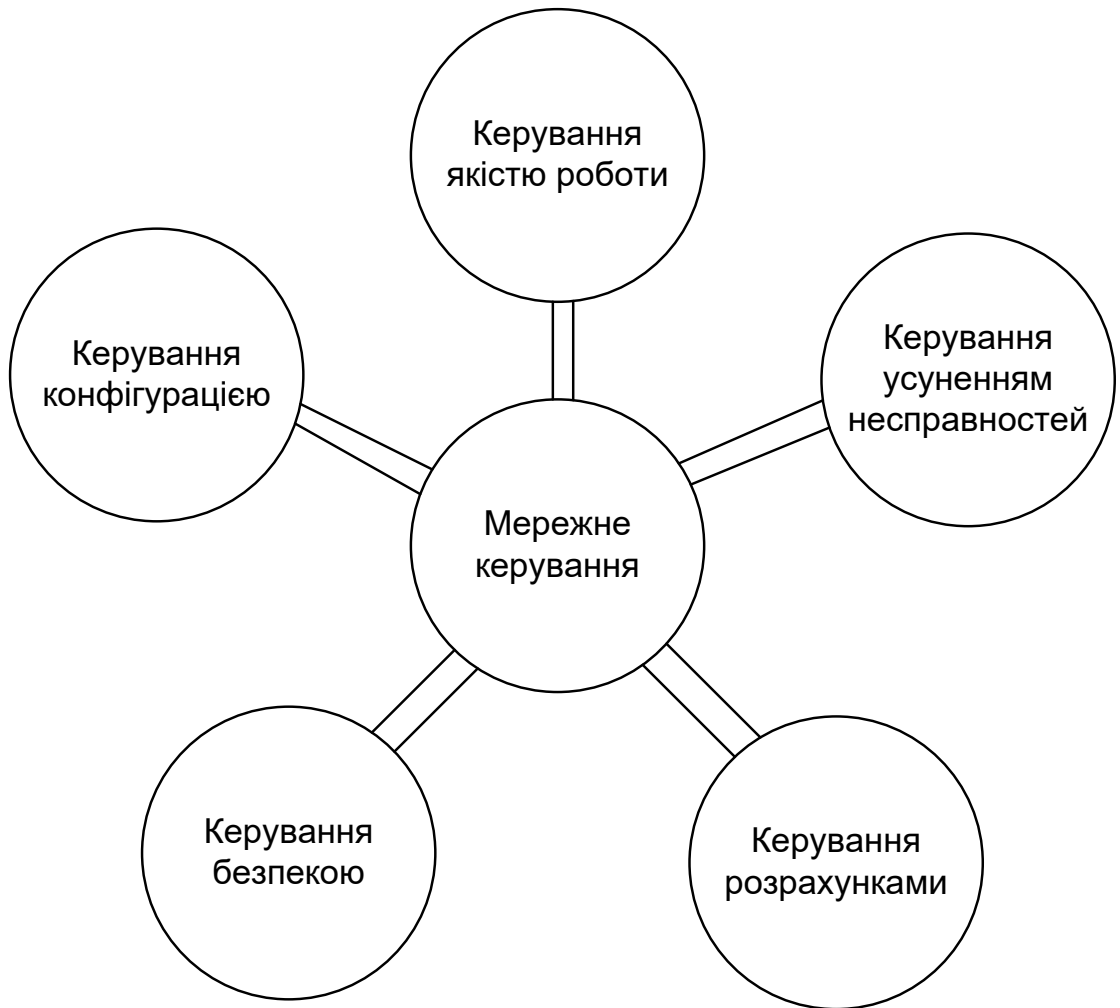 Керування
якістю роботи
Керування
конфігурацією
Керування
усуненням
несправностей
Мережне
керування
Керування
безпекою
Керування
розрахунками